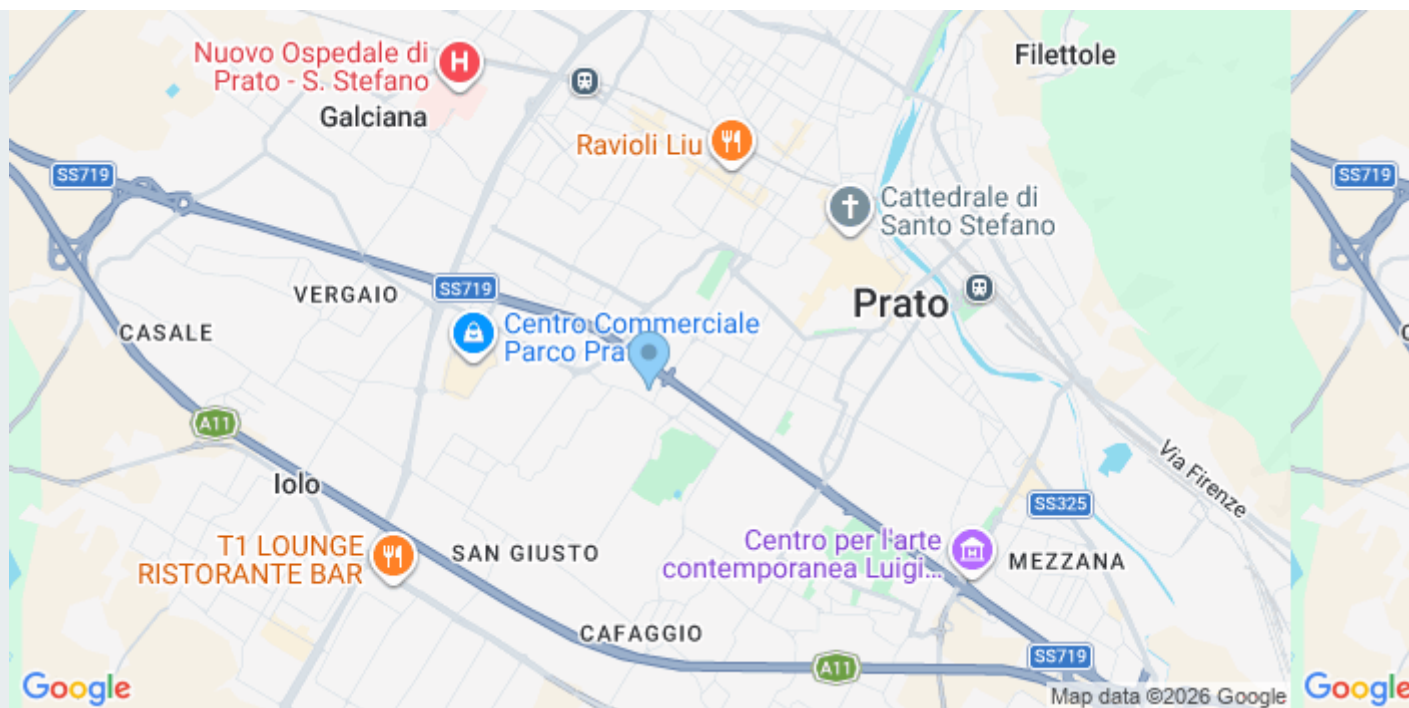 Nuovo Ospedale di
Prato - S. Stefano
H
Filettole
Galciana
Ravioli Liu
SS719
SS719
Cattedrale di
Santo Stefano
VERGAIO
SS719
Prato
CASALE
Centro Commerciale
Parco Prat
A11
Iolo
Via Firenze
SS325
T1 LOUNGE
RISTORANTE BAR
SAN GIUSTO
Centro per l'arte
contemporanea Luigi...
MEZZANA
CAFAGGIO
A11
SS719
Google
Map data ©2026 Google
Google